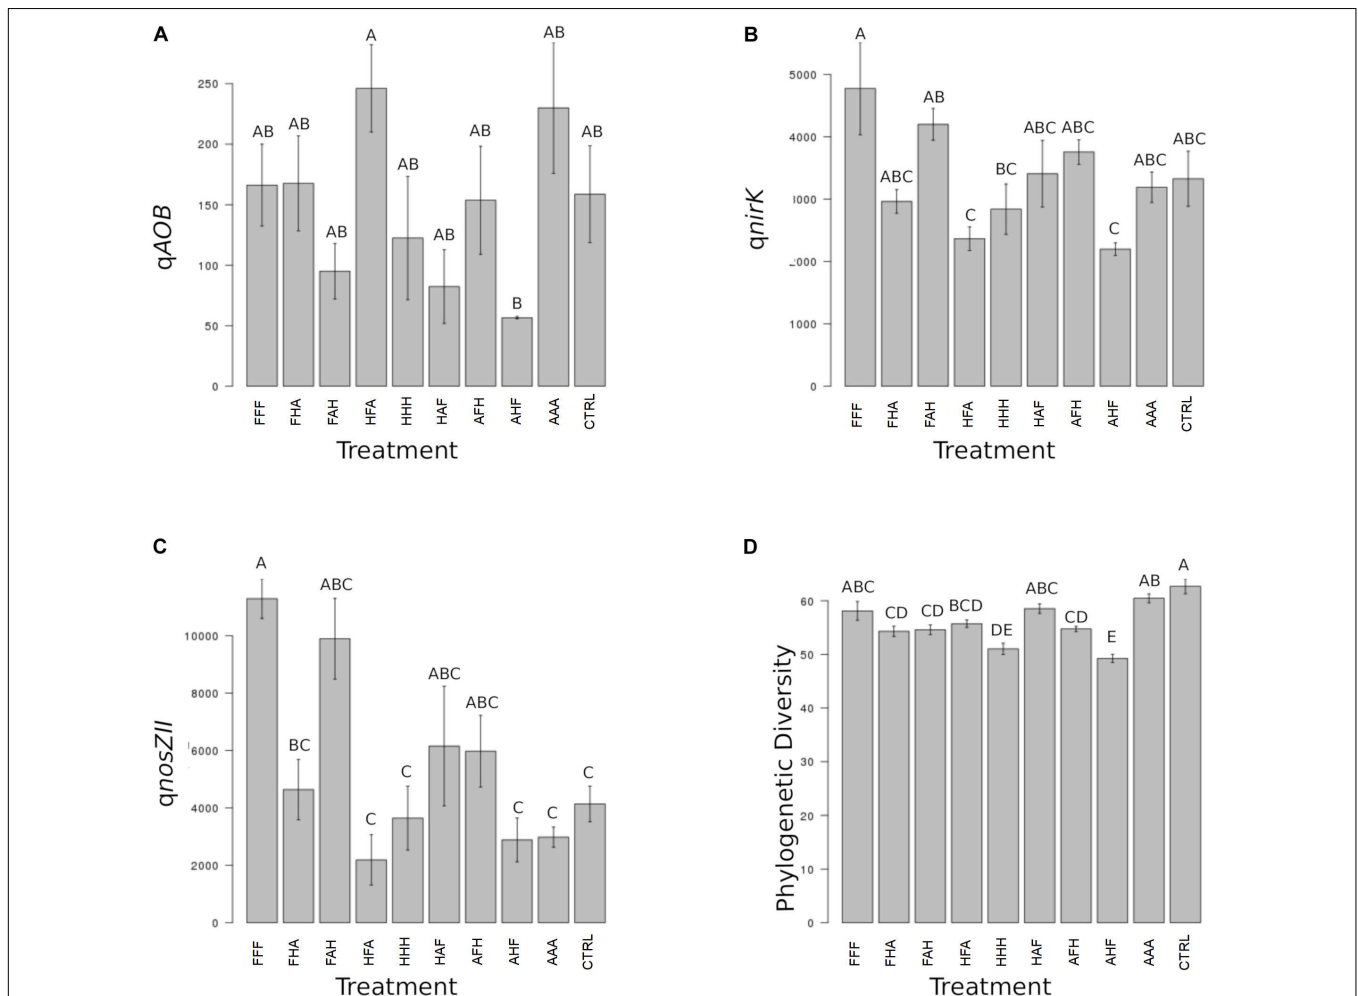 A
qAOB
250
200
150
100
50
0
AB
AB
AB
A
AB
AB
AB
B
AB
AB
FFF
FHA
FAH
HFA
HHH
HAF
AFH
AHF
AAA
CTRL
Treatment
B
qnirK
5000
4000
1000
0
A
ABC
AB
C
BC
ABC
ABC
C
ABC
ABC
FFF
FHA
FAH
HFA
HHH
HAF
AFH
AHF
AAA
CTRL
Treatment
C
qnosZII
10000
8000
6000
4000
2000
0
A
BC
ABC
C
C
ABC
ABC
C
C
C
FFF
FHA
FAH
HFA
HHH
HAF
AFH
AHF
AAA
CTRL
Treatment
D
Phylogenetic Diversity
60
50
40
30
20
10
0
ABC
CD
CD
BCD
DE
ABC
CD
E
AB
A
FFF
FHA
FAH
HFA
HHH
HAF
AFH
AHF
AAA
CTRL
Treatment